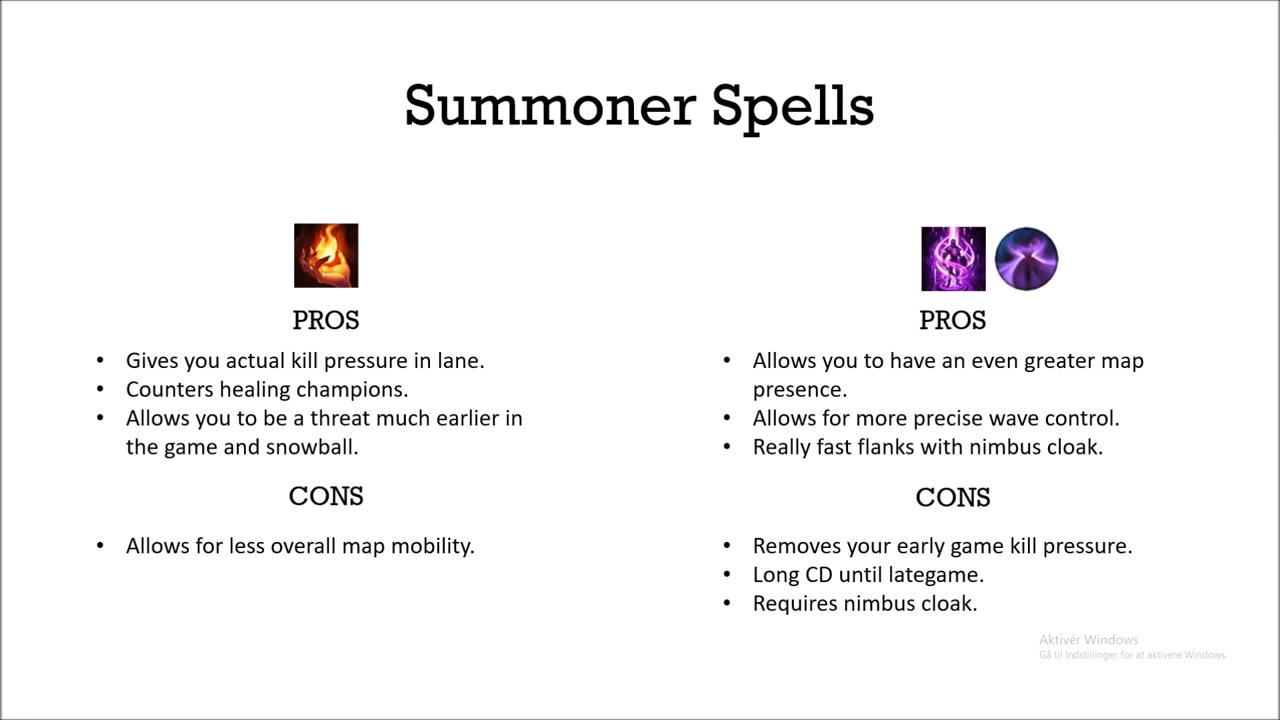 Summoner Spells
PROS
• Gives you actual kill pressure in lane.
• Counters healing champions.
• Allows you to be a threat much earlier in
the game and snowball.
CONS
• Allows for less overall map mobility.
PROS
• Allows you to have an even greater map
presence.
• Allows for more precise wave control.
• Really fast flanks with nimbus cloak.
CONS
• Removes your early game kill pressure.
• Long CD until lategame.
• Requires nimbus cloak.
Aktivér Windows
Gå til Indstillinger for at aktivere Windows.